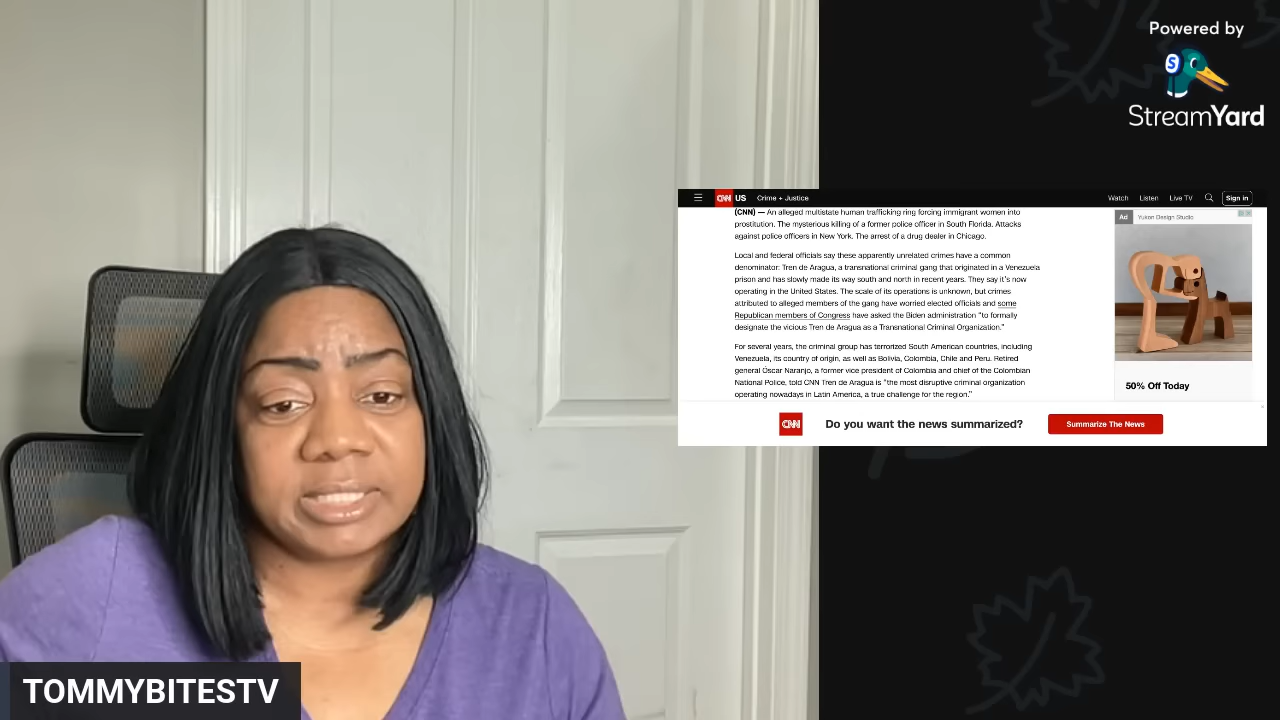 Powered by
StreamYard
CNN US Crime + Justice Watch Listen Live TV Sign in
(CNN) — An alleged multistate human trafficking ring forcing immigrant women into
prostitution. The mysterious killing of a former police officer in South Florida. Attacks
against police officers in New York. The arrest of a drug dealer in Chicago.
Local and federal officials say these apparently unrelated crimes have a common
denominator: Tren de Aragua, a transnational criminal gang that originated in a Venezuela
prison and has slowly made its way south and north in recent years. They say it's now
operating in the United States. The scale of its operations is unknown, but crimes
attributed to alleged members of the gang have worried elected officials and some
Republican members of Congress have asked the Biden administration "to formally
designate the vicious Tren de Aragua as a Transnational Criminal Organization."
For several years, the criminal group has terrorized South American countries, including
Venezuela, its country of origin, as well as Bolivia, Colombia, Chile and Peru. Retired
general Óscar Naranjo, a former vice president of Colombia and chief of the Colombian
National Police, told CNN Tren de Aragua is "the most disruptive criminal organization
operating nowadays in Latin America, a true challenge for the region."
Ad Yukon Design Studio
50% Off Today
CNN Do you want the news summarized? Summarize The News
TOMMYBITESTV